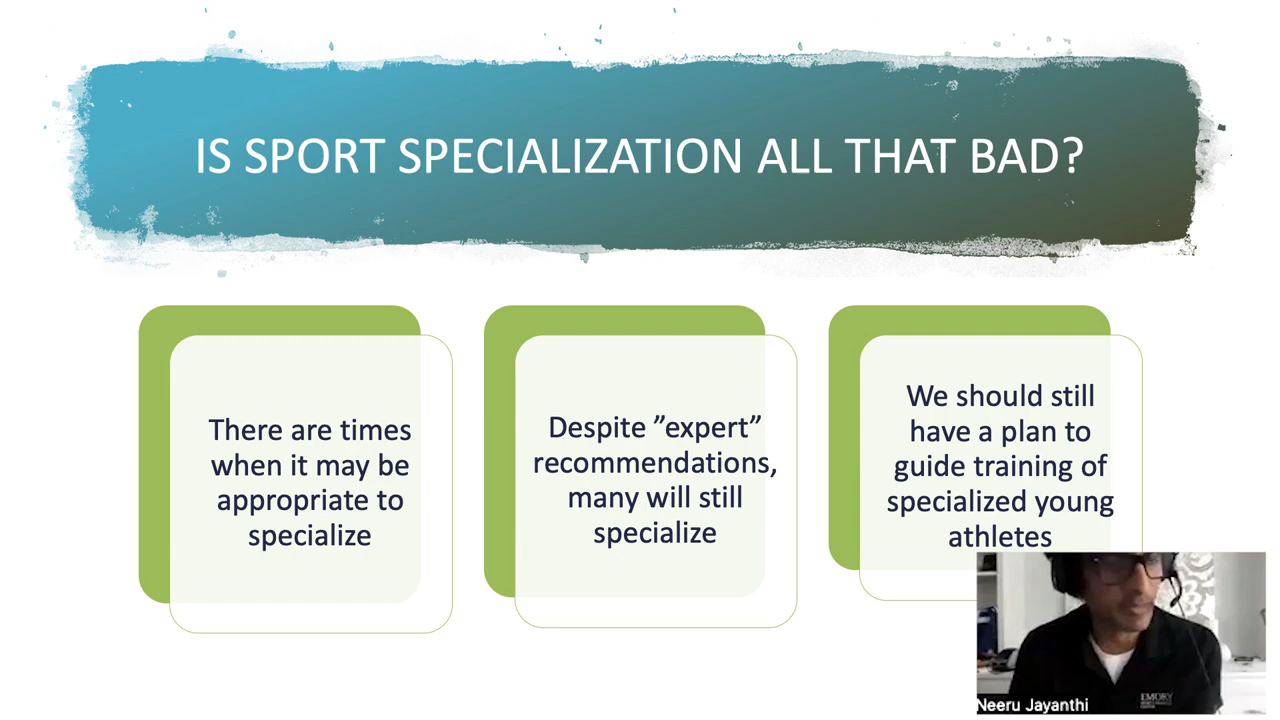 IS SPORT SPECIALIZATION ALL THAT BAD?
There are times
when it may be
appropriate to
specialize
Despite ”expert”
recommendations,
many will still
specialize
We should still
have a plan to
guide training of
specialized young
athletes
EMORY
Neeru Jayanthi